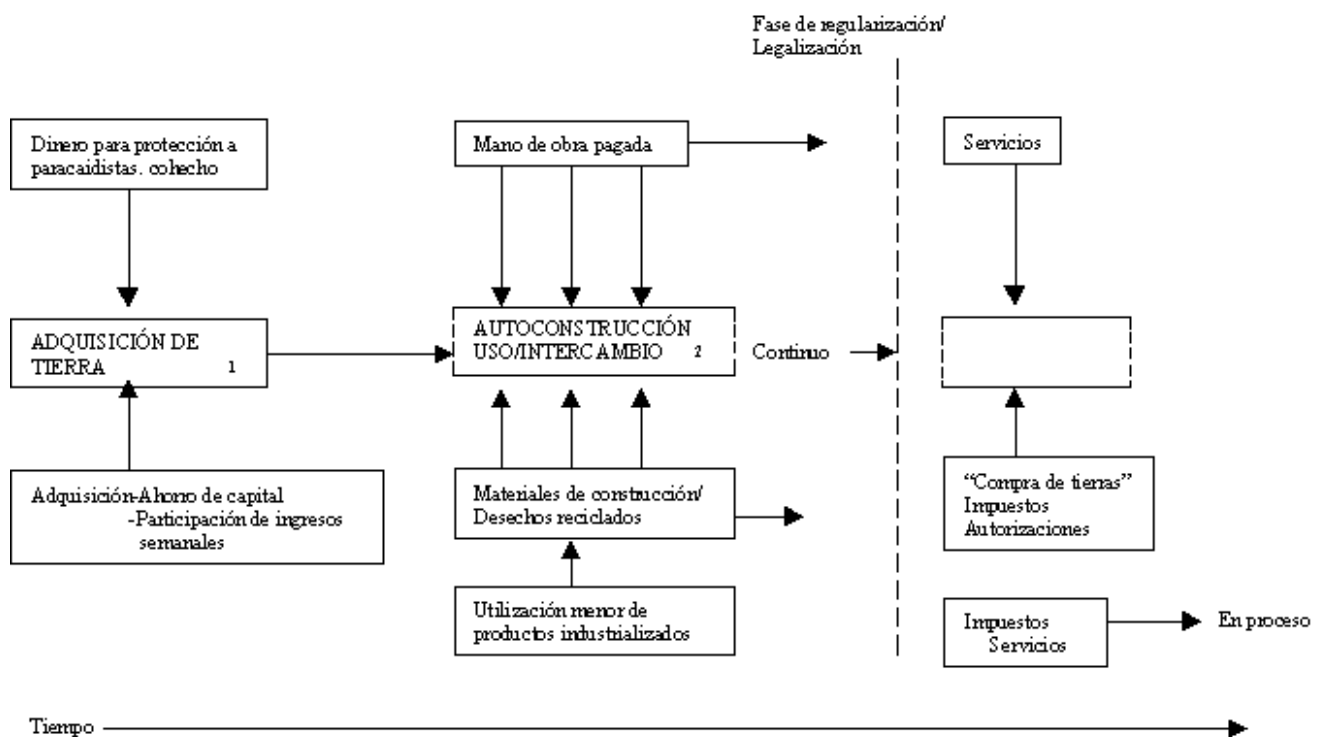 Fase de regularización/
Legalización
Dinero para protección a
paracaidistas. cohecho
Mano de obra pagada
Servicios
ADQUISICIÓN DE
TIERRA 1
AUTOCONSTRUCCIÓN
USO/INTERCAMBIO 2
Continuo
Adquisición-Ahorro de capital
-Participación de ingresos
semanales
Materiales de construcción/
Desechos reciclados
“Compra de tierras”
Impuestos
Autorizaciones
Utilización menor de
productos industrializados
Impuestos
Servicios
En proceso
Tiempo